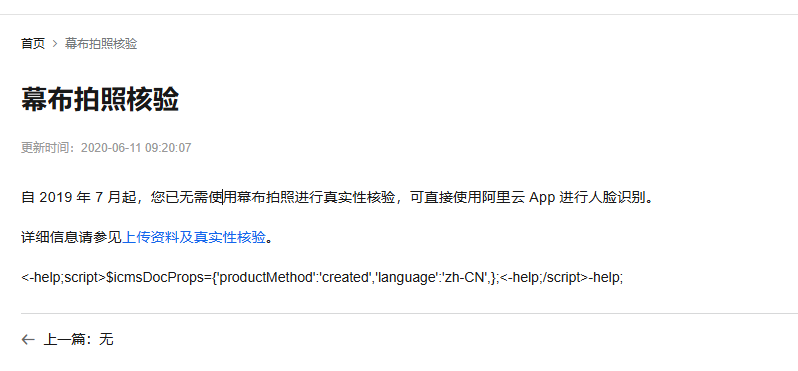 首页 > 幕布拍照核验
幕布拍照核验
更新时间：2020-06-11 09:20:07
自 2019 年 7 月起，您已无需使用幕布拍照进行真实性核验，可直接使用阿里云 App 进行人脸识别。
详细信息请参见上传资料及真实性核验。
<-help;script>$icmsDocProps={'productMethod':'created','language':'zh-CN',};<-help;/script>-help;
← 上一篇：无